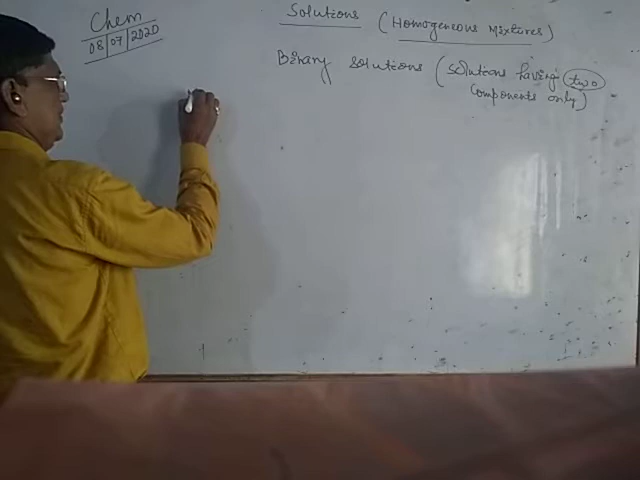 Chem
08|07|2020
Solutions (Homogeneous Mixtures)
Binary solutions (solutions having two
components only)